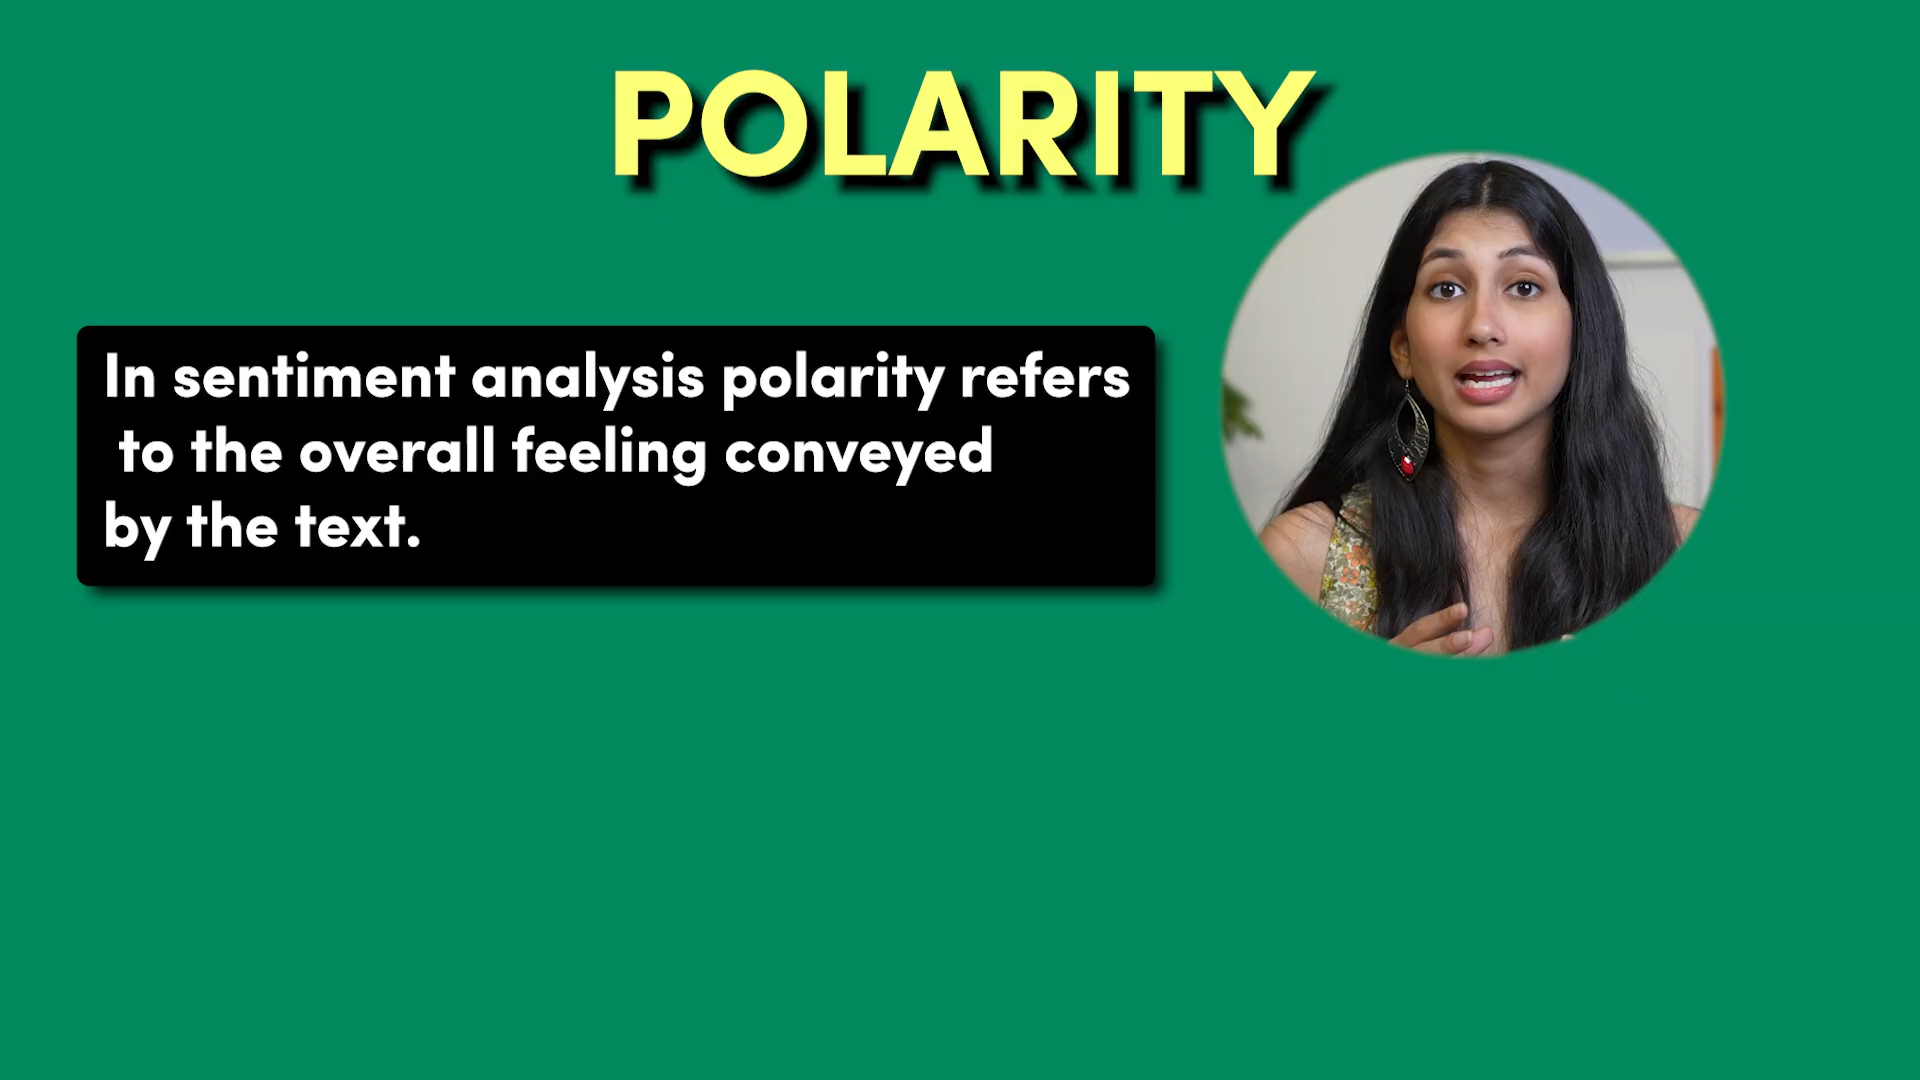 POLARITY
In sentiment analysis polarity refers
to the overall feeling conveyed
by the text.